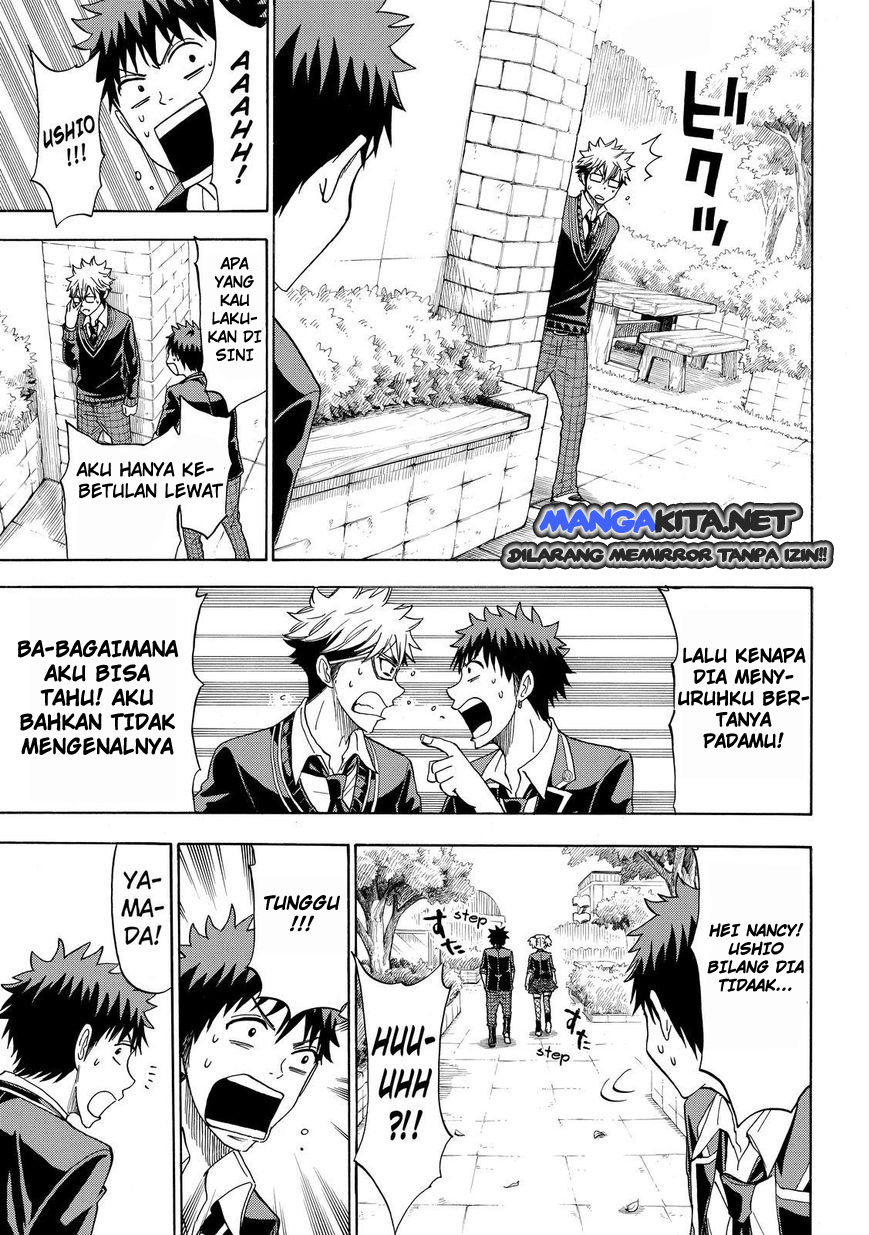 ビクッ
AAAHH!
USHIO
!!!
APA
YANG
KAU
LAKU-
KAN DI
SINI
AKU HANYA KE-
BETULAN LEWAT
MANGAKITA.NET
DILARANG MEMIRROR TANPA IZIN!!
LALU KENAPA
DIA MENY-
URUHKU BER-
TANYA
PADAMU!
BA-BAGAIMANA
AKU BISA
TAHU! AKU
BAHKAN TIDAK
MENGENALNYA
HEI NANCY!
USHIO
BILANG DIA
TIDAAK...
step
すた
すた
step
HUU-
UHH
?!!
TUNGGU
!!!
YA-
MA-
DA!